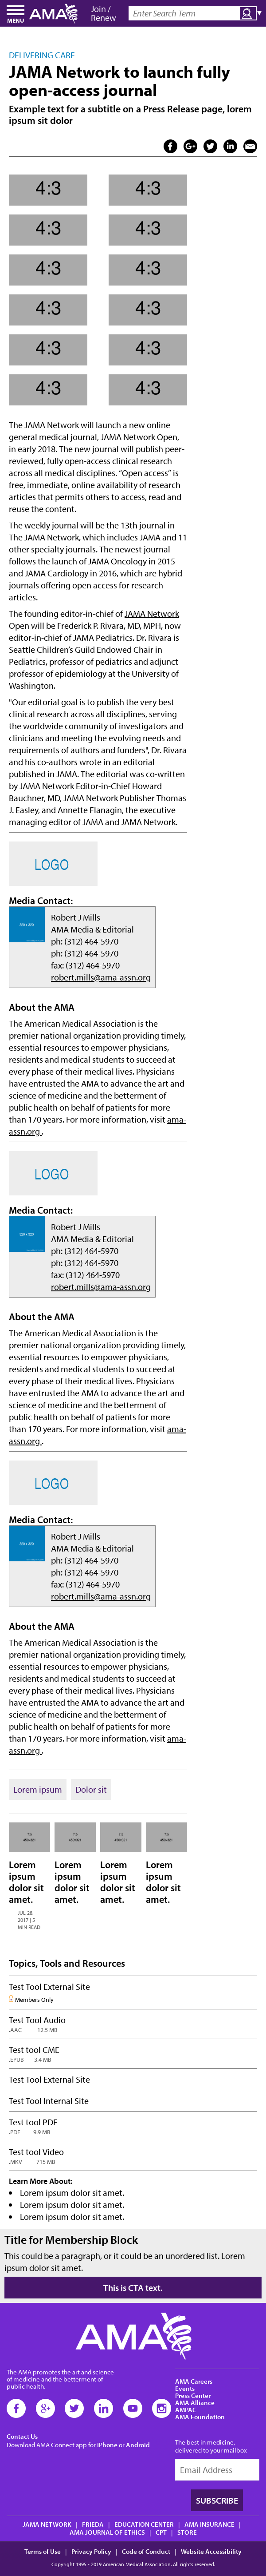 MENU
AMA
Join /
Renew
Enter Search Term
DELIVERING CARE
JAMA Network to launch fully
open-access journal
Example text for a subtitle on a Press Release page, lorem
ipsum sit dolor
4:3 4:3
4:3 4:3
4:3 4:3
4:3 4:3
4:3 4:3
4:3 4:3
The JAMA Network will launch a new online
general medical journal, JAMA Network Open,
in early 2018. The new journal will publish peer-
reviewed, fully open-access clinical research
across all medical disciplines. “Open access” is
free, immediate, online availability of research
articles that permits others to access, read and
reuse the content.
The weekly journal will be the 13th journal in
The JAMA Network, which includes JAMA and 11
other specialty journals. The newest journal
follows the launch of JAMA Oncology in 2015
and JAMA Cardiology in 2016, which are hybrid
journals offering open access for research
articles.
The founding editor-in-chief of JAMA Network
Open will be Frederick P. Rivara, MD, MPH, now
editor-in-chief of JAMA Pediatrics. Dr. Rivara is
Seattle Children’s Guild Endowed Chair in
Pediatrics, professor of pediatrics and adjunct
professor of epidemiology at the University of
Washington.
"Our editorial goal is to publish the very best
clinical research across all disciplines, serving
the worldwide community of investigators and
clinicians and meeting the evolving needs and
requirements of authors and funders", Dr. Rivara
and his co-authors wrote in an editorial
published in JAMA. The editorial was co-written
by JAMA Network Editor-in-Chief Howard
Bauchner, MD, JAMA Network Publisher Thomas
J. Easley, and Annette Flanagin, the executive
managing editor of JAMA and JAMA Network.
LOGO
Media Contact:
Robert J Mills
AMA Media & Editorial
ph: (312) 464-5970
ph: (312) 464-5970
fax: (312) 464-5970
robert.mills@ama-assn.org
About the AMA
The American Medical Association is the
premier national organization providing timely,
essential resources to empower physicians,
residents and medical students to succeed at
every phase of their medical lives. Physicians
have entrusted the AMA to advance the art and
science of medicine and the betterment of
public health on behalf of patients for more
than 170 years. For more information, visit ama-
assn.org .
LOGO
Media Contact:
Robert J Mills
AMA Media & Editorial
ph: (312) 464-5970
ph: (312) 464-5970
fax: (312) 464-5970
robert.mills@ama-assn.org
About the AMA
The American Medical Association is the
premier national organization providing timely,
essential resources to empower physicians,
residents and medical students to succeed at
every phase of their medical lives. Physicians
have entrusted the AMA to advance the art and
science of medicine and the betterment of
public health on behalf of patients for more
than 170 years. For more information, visit ama-
assn.org .
LOGO
Media Contact:
Robert J Mills
AMA Media & Editorial
ph: (312) 464-5970
ph: (312) 464-5970
fax: (312) 464-5970
robert.mills@ama-assn.org
About the AMA
The American Medical Association is the
premier national organization providing timely,
essential resources to empower physicians,
residents and medical students to succeed at
every phase of their medical lives. Physicians
have entrusted the AMA to advance the art and
science of medicine and the betterment of
public health on behalf of patients for more
than 170 years. For more information, visit ama-
assn.org .
Lorem ipsum Dolor sit
Lorem Lorem Lorem Lorem
ipsum ipsum ipsum ipsum
dolor sit dolor sit dolor sit dolor sit
amet. amet. amet. amet.
JUL 28,
2017 | 5
MIN READ
Topics, Tools and Resources
Test Tool External Site
Members Only
Test Tool Audio
.AAC 12.5 MB
Test tool CME
.EPUB 3.4 MB
Test Tool External Site
Test Tool Internal Site
Test tool PDF
.PDF 9.9 MB
Test tool Video
.MKV 715 MB
Learn More About:
Lorem ipsum dolor sit amet.
Lorem ipsum dolor sit amet.
Lorem ipsum dolor sit amet.
Title for Membership Block
This could be a paragraph, or it could be an unordered list. Lorem
ipsum dolor sit amet.
This is CTA text.
AMA
The AMA promotes the art and science
of medicine and the betterment of
public health.
Contact Us
Download AMA Connect app for iPhone or Android
AMA Careers
Events
Press Center
AMA Alliance
AMPAC
AMA Foundation
The best in medicine,
delivered to your mailbox
Email Address
SUBSCRIBE
JAMA NETWORK | FRIEDA | EDUCATION CENTER | AMA INSURANCE |
AMA JOURNAL OF ETHICS | CPT | STORE
Terms of Use | Privacy Policy | Code of Conduct | Website Accessibility
Copyright 1995 - 2019 American Medical Association. All rights reserved.